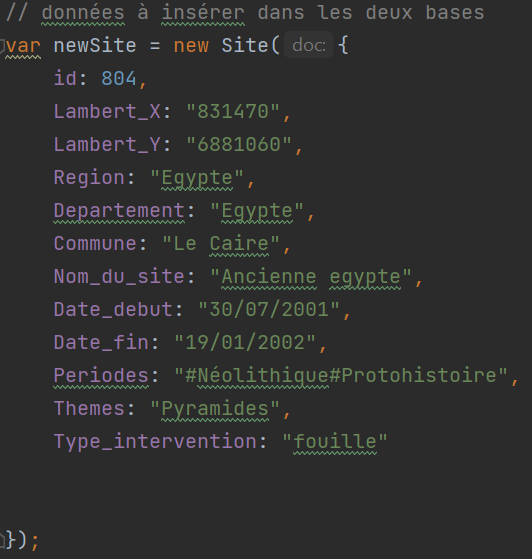 // données à insérer dans les deux bases
var newSite = new Site( doc: {
id: 804,
Lambert_X: "831470",
Lambert_Y: "6881060",
Region: "Egypte",
Departement: "Egypte",
Commune: "Le Caire",
Nom_du_site: "Ancienne egypte",
Date_debut: "30/07/2001",
Date_fin: "19/01/2002",
Periodes: "#Néolithique#Protohistoire",
Themes: "Pyramides",
Type_intervention: "fouille"
});